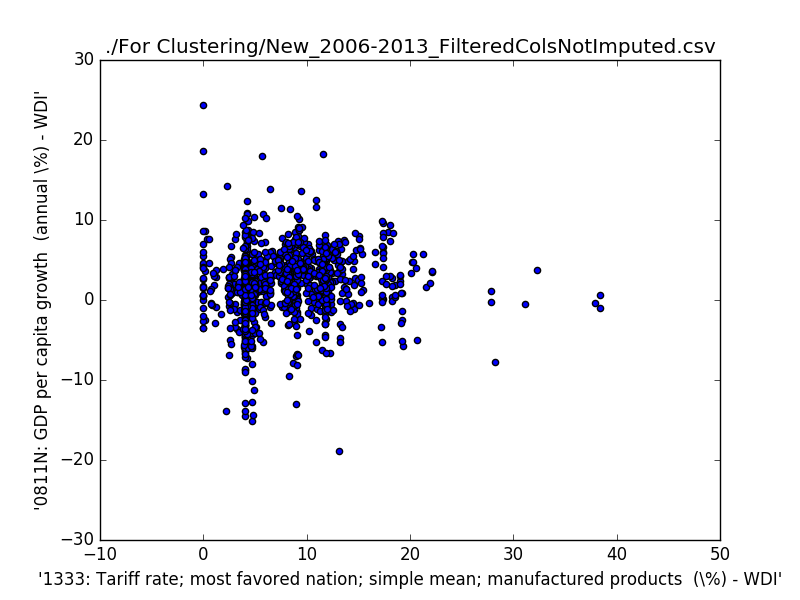 ./For Clustering/New_2006-2013_FilteredColsNotImputed.csv
30
20
10
0
−10
−20
−30
'0811N: GDP per capita growth (annual \%) - WDI'
−10 0 10 20 30 40 50
'1333: Tariff rate; most favored nation; simple mean; manufactured products (\%) - WDI'